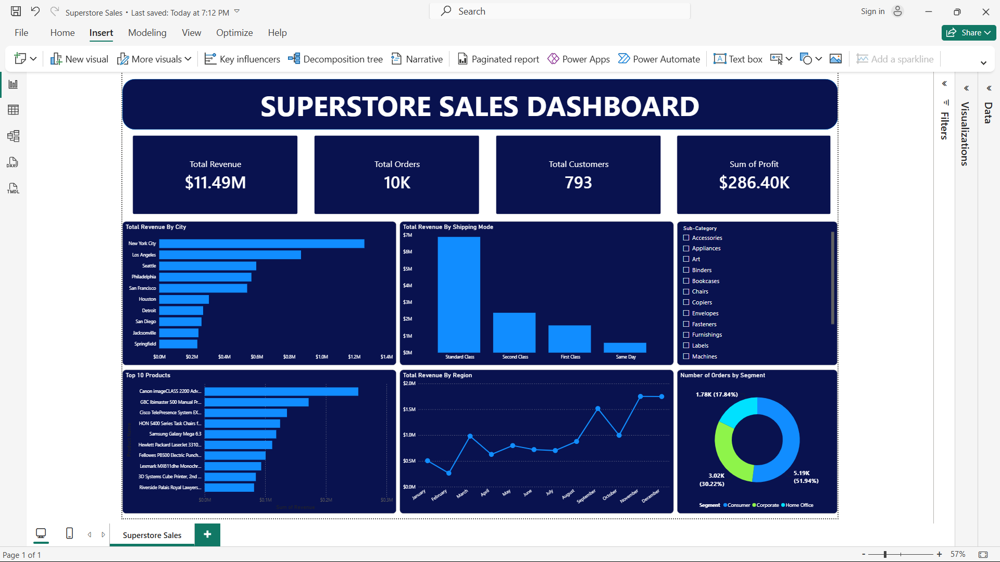 Superstore Sales • Last saved: Today at 7:12 PM
Search
Sign in
File Home Insert Modeling View Optimize Help
Share
New visual More visuals Key influencers Decomposition tree Narrative Paginated report Power Apps Power Automate Text box Add a sparkline
DAX
TMDL
SUPERSTORE SALES DASHBOARD
Total Revenue
$11.49M
Total Orders
10K
Total Customers
793
Sum of Profit
$286.40K
Total Revenue By City
New York City
Los Angeles
Seattle
Philadelphia
San Francisco
Houston
Detroit
San Diego
Jacksonville
Springfield
$0.0M $0.2M $0.4M $0.6M $0.8M $1.0M $1.2M $1.4M
Total Revenue By Shipping Mode
$7M
$6M
$5M
$4M
$3M
$2M
$1M
$0M
Standard Class Second Class First Class Same Day
Sub-Category
Accessories
Appliances
Art
Binders
Bookcases
Chairs
Copiers
Envelopes
Fasteners
Furnishings
Labels
Machines
Top 10 Products
Product Name
Canon imageCLASS 2200 Adv...
GBC Ibimaster 500 Manual Pr...
Cisco TelePresence System EX...
HON 5400 Series Task Chairs f...
Samsung Galaxy Mega 6.3
Hewlett Packard LaserJet 3310...
Fellowes PB500 Electric Punch...
Lexmark MX611dhe Monochr...
3D Systems Cube Printer, 2nd ...
Riverside Palais Royal Lawyers...
$0.0M $0.1M $0.2M $0.3M
Sum of Revenue
Total Revenue By Region
$2.0M
$1.5M
$1.0M
$0.5M
$0.0M
January February March April May June July August September October November December
Number of Orders by Segment
1.78K (17.84%)
3.02K
(30.22%)
5.19K
(51.94%)
Segment Consumer Corporate Home Office
Filters
Visualizations
Data
Superstore Sales
+
Page 1 of 1
- + 57%